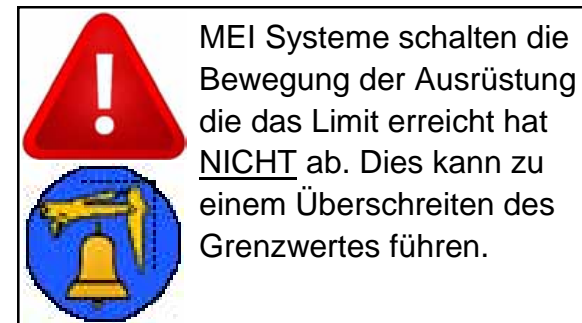 MEI Systeme schalten die
Bewegung der Ausrüstung
die das Limit erreicht hat
NICHT ab. Dies kann zu
einem Überschreiten des
Grenzwertes führen.